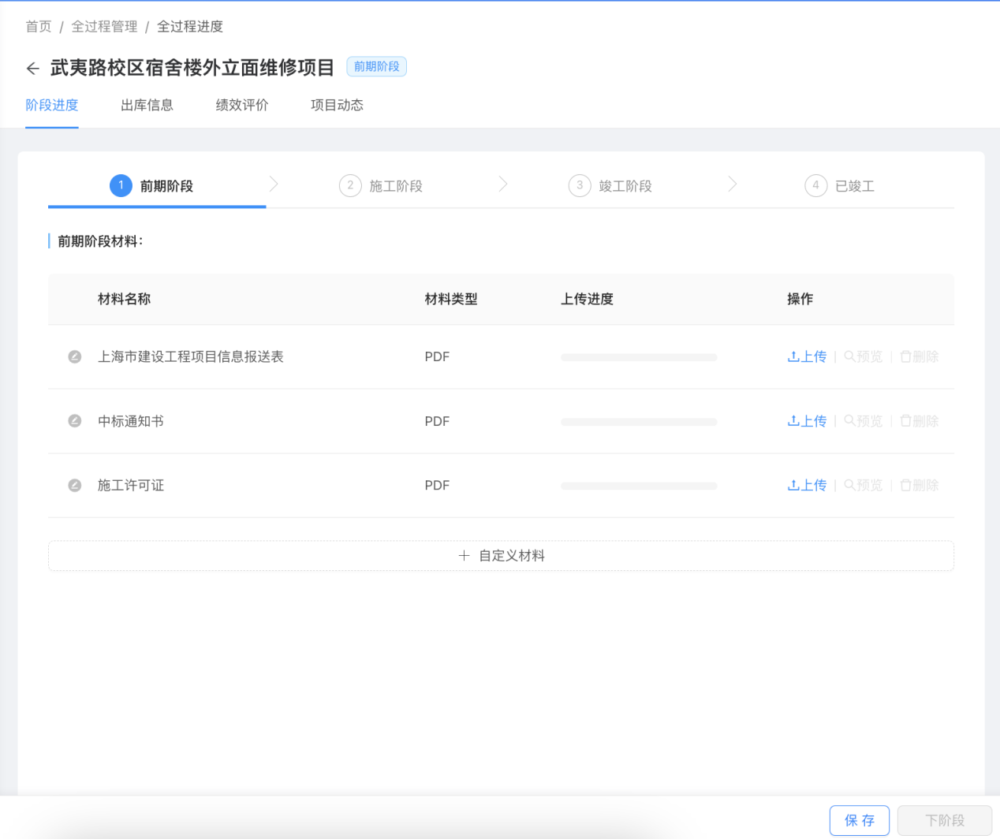 首页 / 全过程管理 / 全过程进度
武夷路校区宿舍楼外立面维修项目 前期阶段
阶段进度 出库信息 绩效评价 项目动态
1 前期阶段 2 施工阶段 3 竣工阶段 4 已竣工
前期阶段材料：
材料名称 材料类型 上传进度 操作
上海市建设工程项目信息报送表 PDF 上传 | 预览 | 删除
中标通知书 PDF 上传 | 预览 | 删除
施工许可证 PDF 上传 | 预览 | 删除
+ 自定义材料
保 存 下阶段